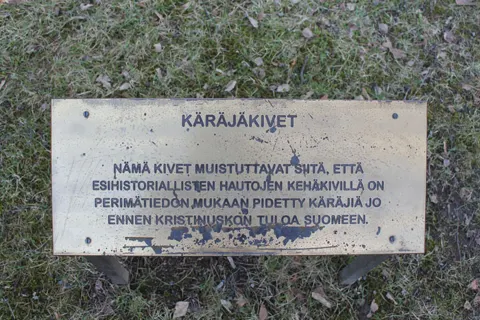 KÄRÄJÄKIVET
NÄMÄ KIVET MUISTUTTAVAT SIITÄ, ETTÄ
ESIHISTORIALLISTEN HAUTOJEN KEHÄKIVILLÄ ON
PERIMÄTIEDON MUKAAN PIDETTY KÄRÄJIÄ JO
ENNEN KRISTINUSKON TULOA SUOMEEN.